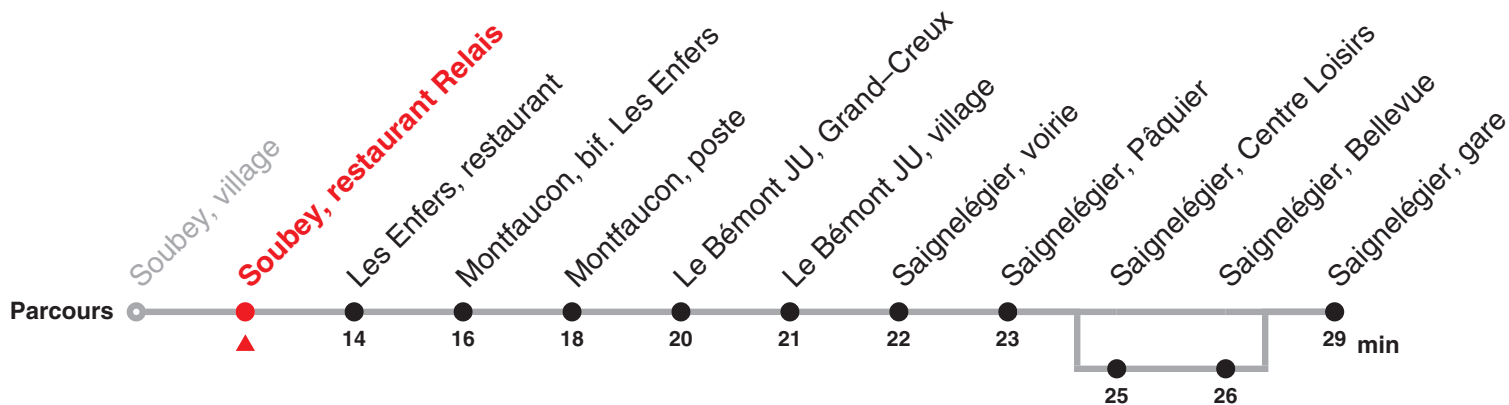 Soubey, village
Soubey, restaurant Relais
Les Enfers, restaurant
Montfaucon, bif. Les Enfers
Montfaucon, poste
Le Bémont JU, Grand–Creux
Le Bémont JU, village
Saignelégier, voirie
Saignelégier, Pâquier
Saignelégier, Centre Loisirs
Saignelégier, Bellevue
Saignelégier, gare
Parcours
14 16 18 20 21 22 23 29 min
25 26